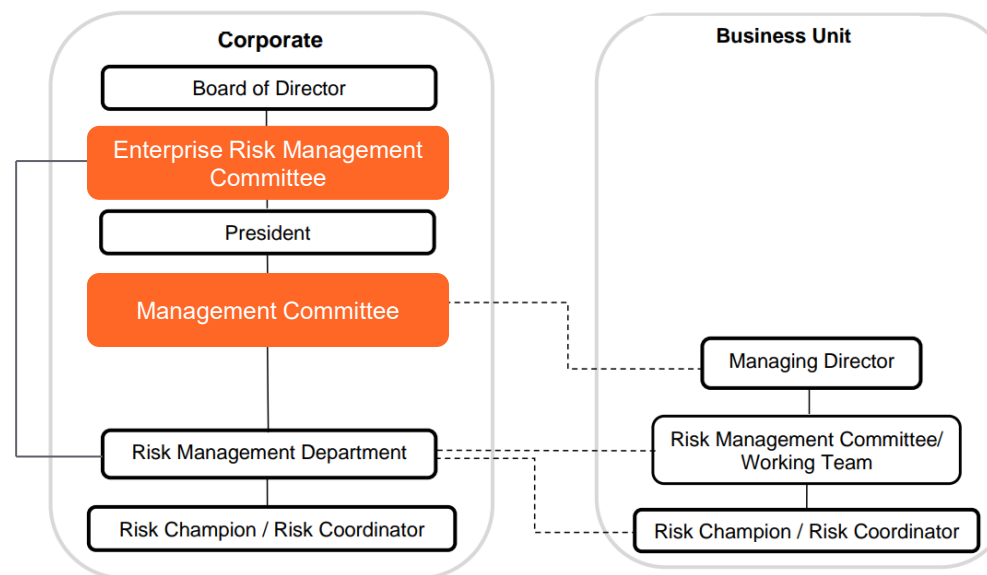 Corporate
Board of Director
Enterprise Risk Management
Committee
President
Management Committee
Risk Management Department
Risk Champion / Risk Coordinator
Business Unit
Managing Director
Risk Management Committee/
Working Team
Risk Champion / Risk Coordinator